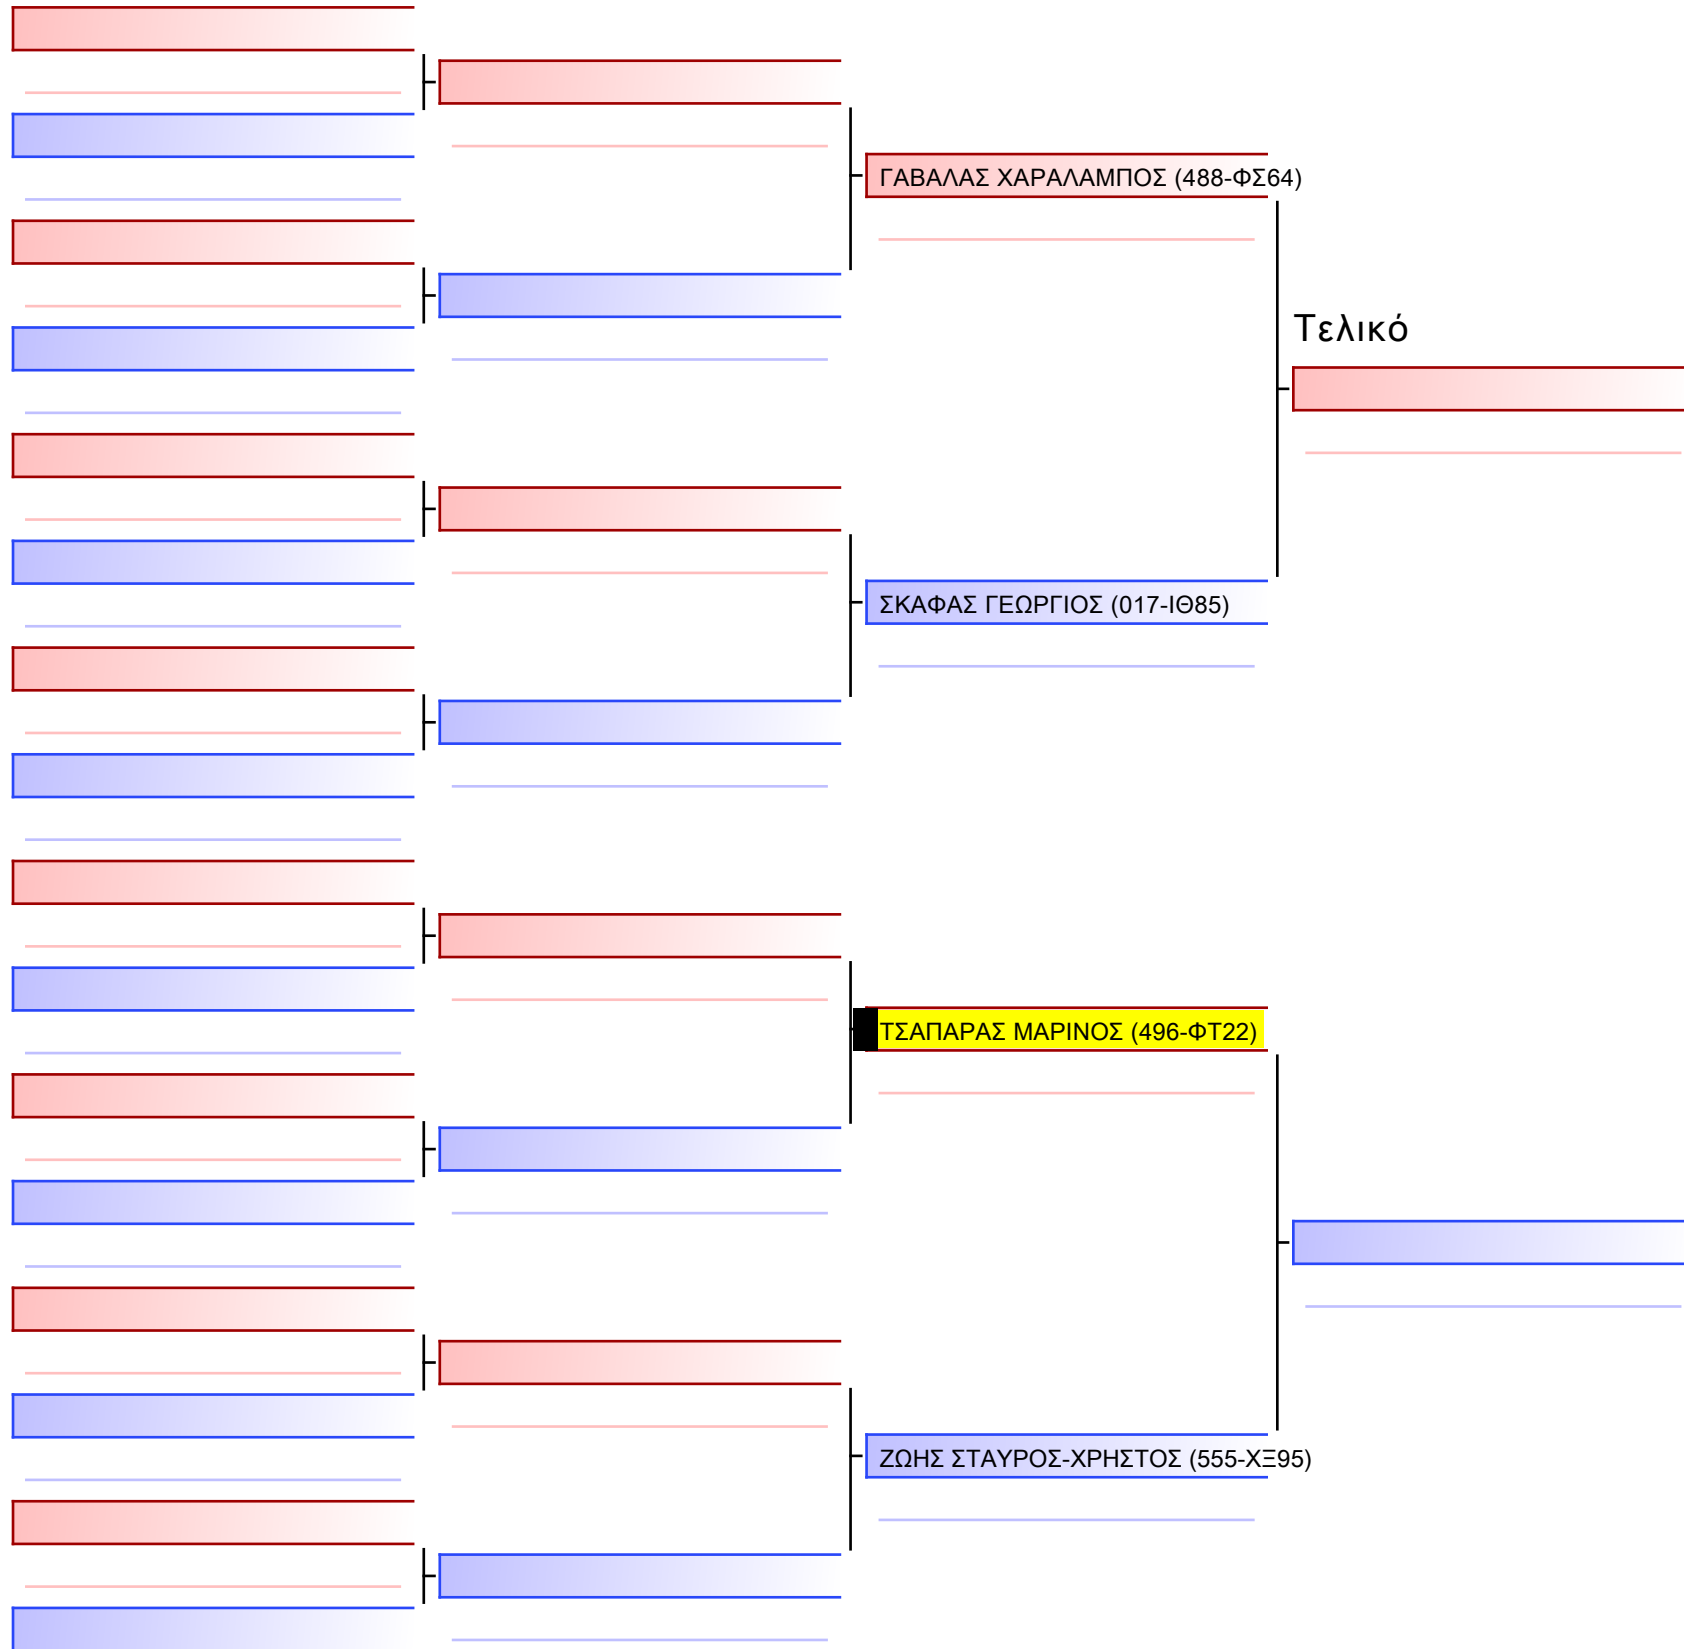 ΓΑΒΑΛΑΣ ΧΑΡΑΛΑΜΠΟΣ (488-ΦΣ64)
Τελικό
ΣΚΑΦΑΣ ΓΕΩΡΓΙΟΣ (017-ΙΘ85)
ΤΣΑΠΑΡΑΣ ΜΑΡΙΝΟΣ (496-ΦΤ22)
ΖΩΗΣ ΣΤΑΥΡΟΣ-ΧΡΗΣΤΟΣ (555-ΧΞ95)